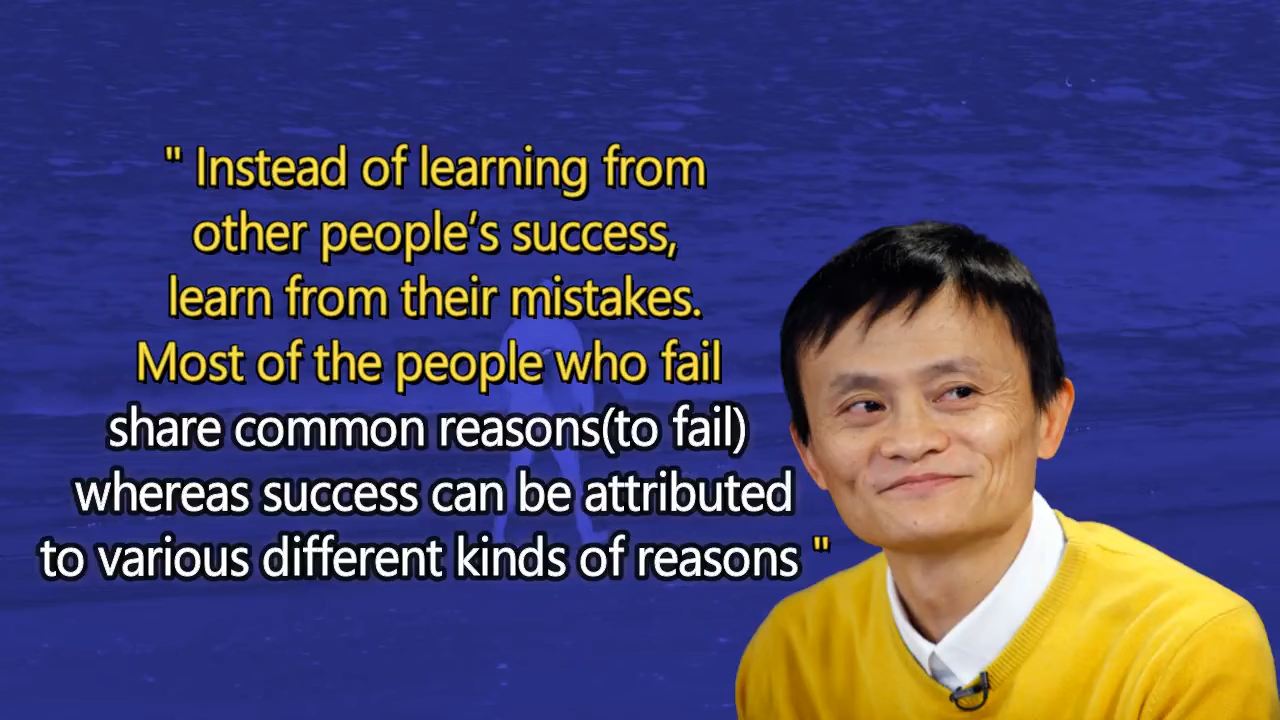 " Instead of learning from
other people’s success,
learn from their mistakes.
Most of the people who fail
share common reasons(to fail)
whereas success can be attributed
to various different kinds of reasons "